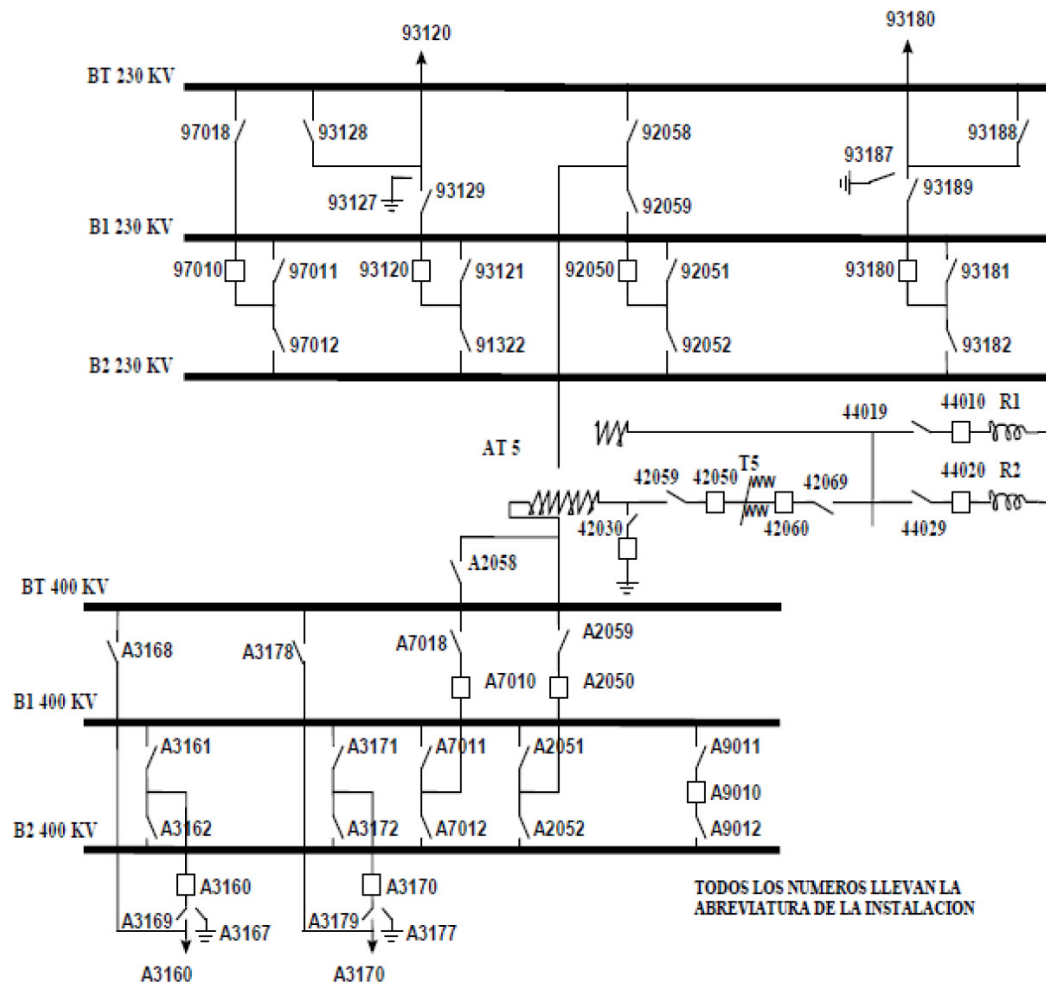 93120
93180
BT 230 KV
97018
93128
92058
93188
93187
93127
93129
92059
93189
B1 230 KV
97010
97011
93120
93121
92050
92051
93180
93181
97012
91322
92052
93182
B2 230 KV
44019
44010
R1
AT 5
42059
42050
T5
42069
44020
R2
42030
42060
44029
A2058
BT 400 KV
A3168
A3178
A7018
A2059
A7010
A2050
B1 400 KV
A3161
A3171
A7011
A2051
A9011
A9010
A3162
A3172
A7012
A2052
A9012
B2 400 KV
A3160
A3170
TODOS LOS NUMEROS LLEVAN LA
ABREVIATURA DE LA INSTALACION
A3169
A3167
A3179
A3177
A3160
A3170